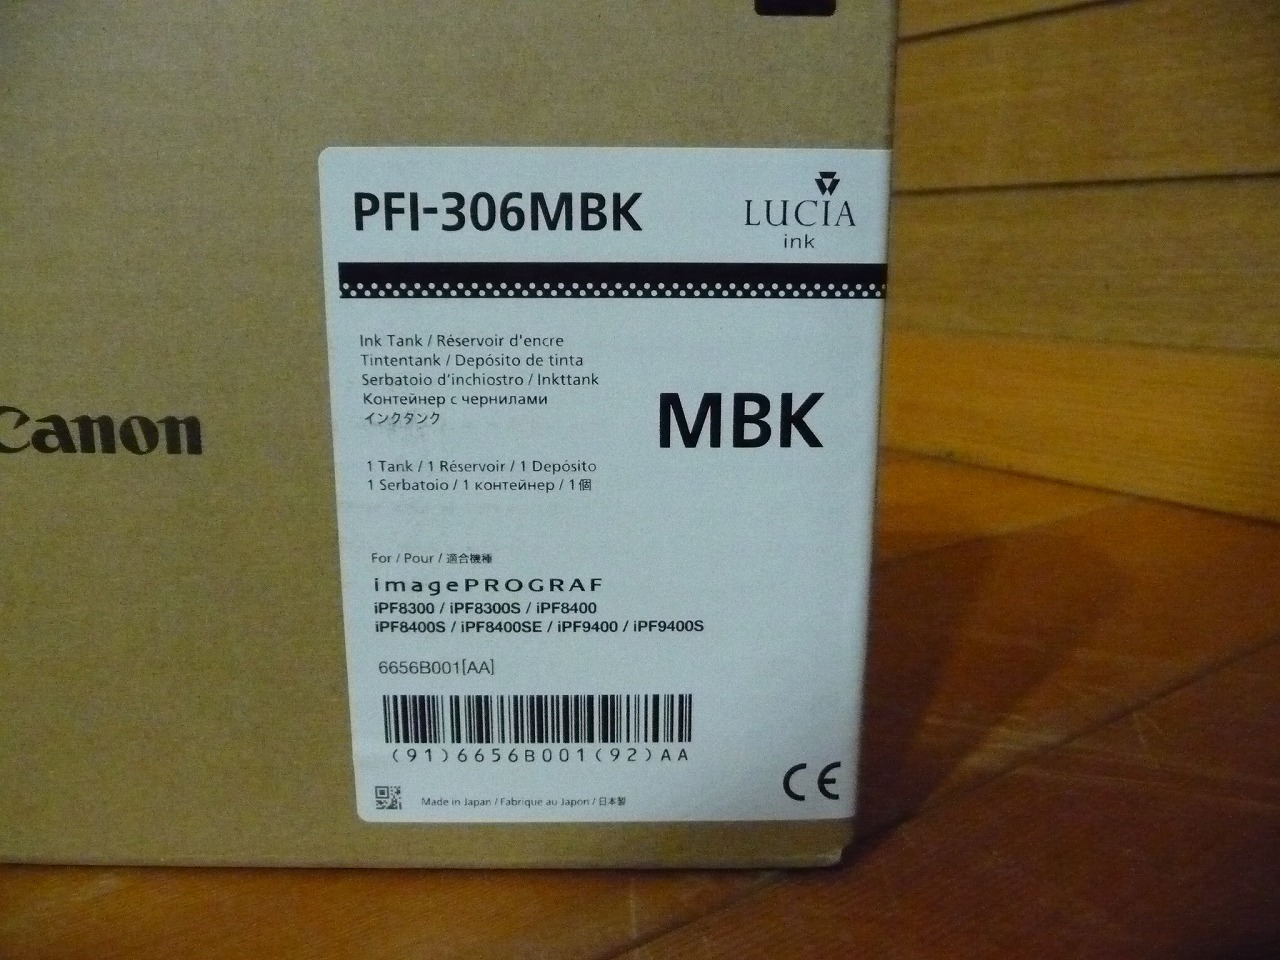 PFI-306MBK
LUCIA
ink
Ink Tank / Réservoir d'encre
Tintentank / Depósito de tinta
Serbatoio d'inchiostro / Inkttank
Контейнер с чернилами
インクタンク
MBK
Canon
1 Tank / 1 Réservoir / 1 Depósito
1 Serbatoio / 1 контейнер / 1個
For / Pour / 適合機種
imagePROGRAF
iPF8300 / iPF8300S / iPF8400
iPF8400S / iPF8400SE / iPF9400 / iPF9400S
6656B001[AA]
(91)6656B001(92)AA
Made in Japan / Fabrique au Japon / 日本製
CE